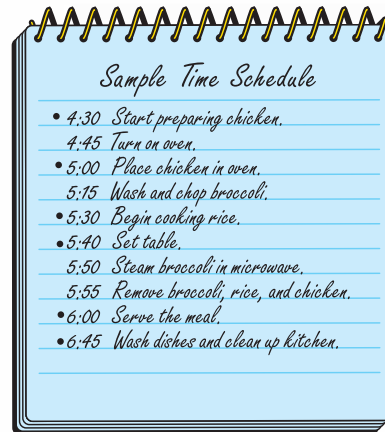 Sample Time Schedule
• 4:30 Start preparing chicken.
4:45 Turn on oven.
• 5:00 Place chicken in oven.
5:15 Wash and chop broccoli.
• 5:30 Begin cooking rice.
• 5:40 Set table.
5:50 Steam broccoli in microwave.
5:55 Remove broccoli, rice, and chicken.
• 6:00 Serve the meal.
• 6:45 Wash dishes and clean up kitchen.